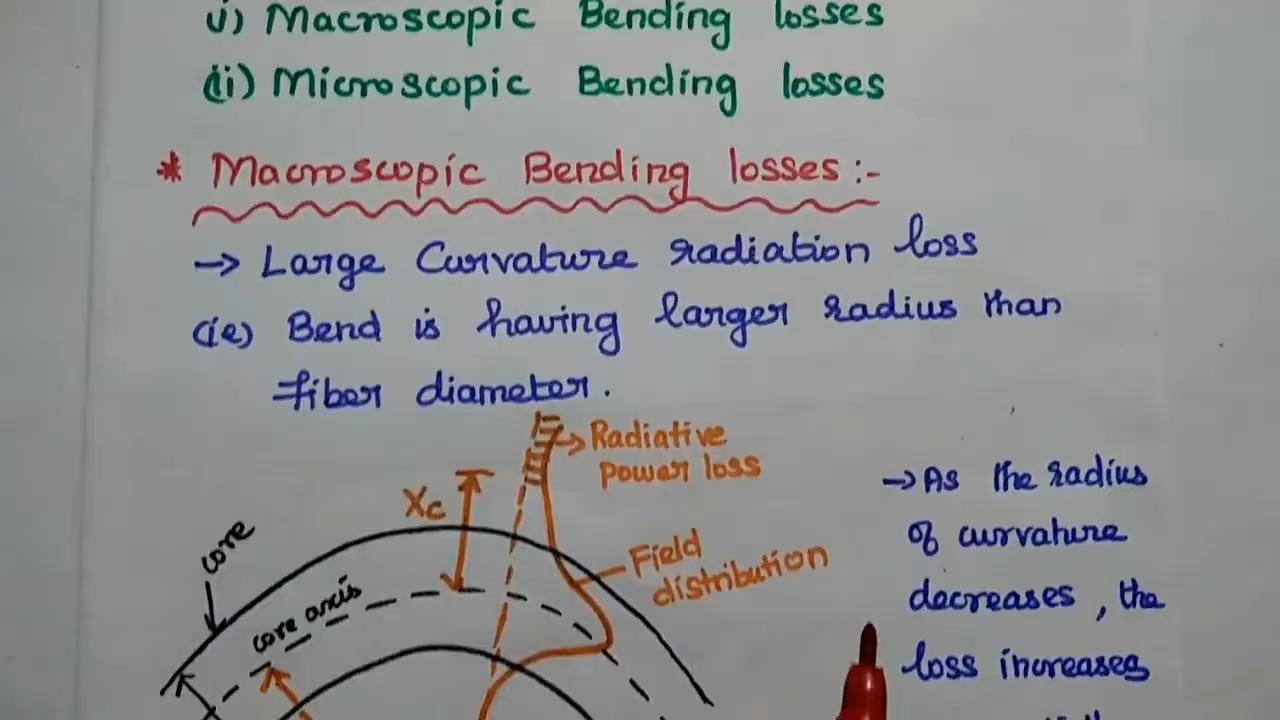 i) Macroscopic Bending losses
(ii) Microscopic Bending losses
* Macroscopic Bending losses :-
→ Large Curvature radiation loss
(ie) Bend is having larger radius than
fiber diameter.
→ Radiative
power loss
Xc
core
core axis
Field
distribution
→ As the radius
of curvature
decreases, the
loss increases